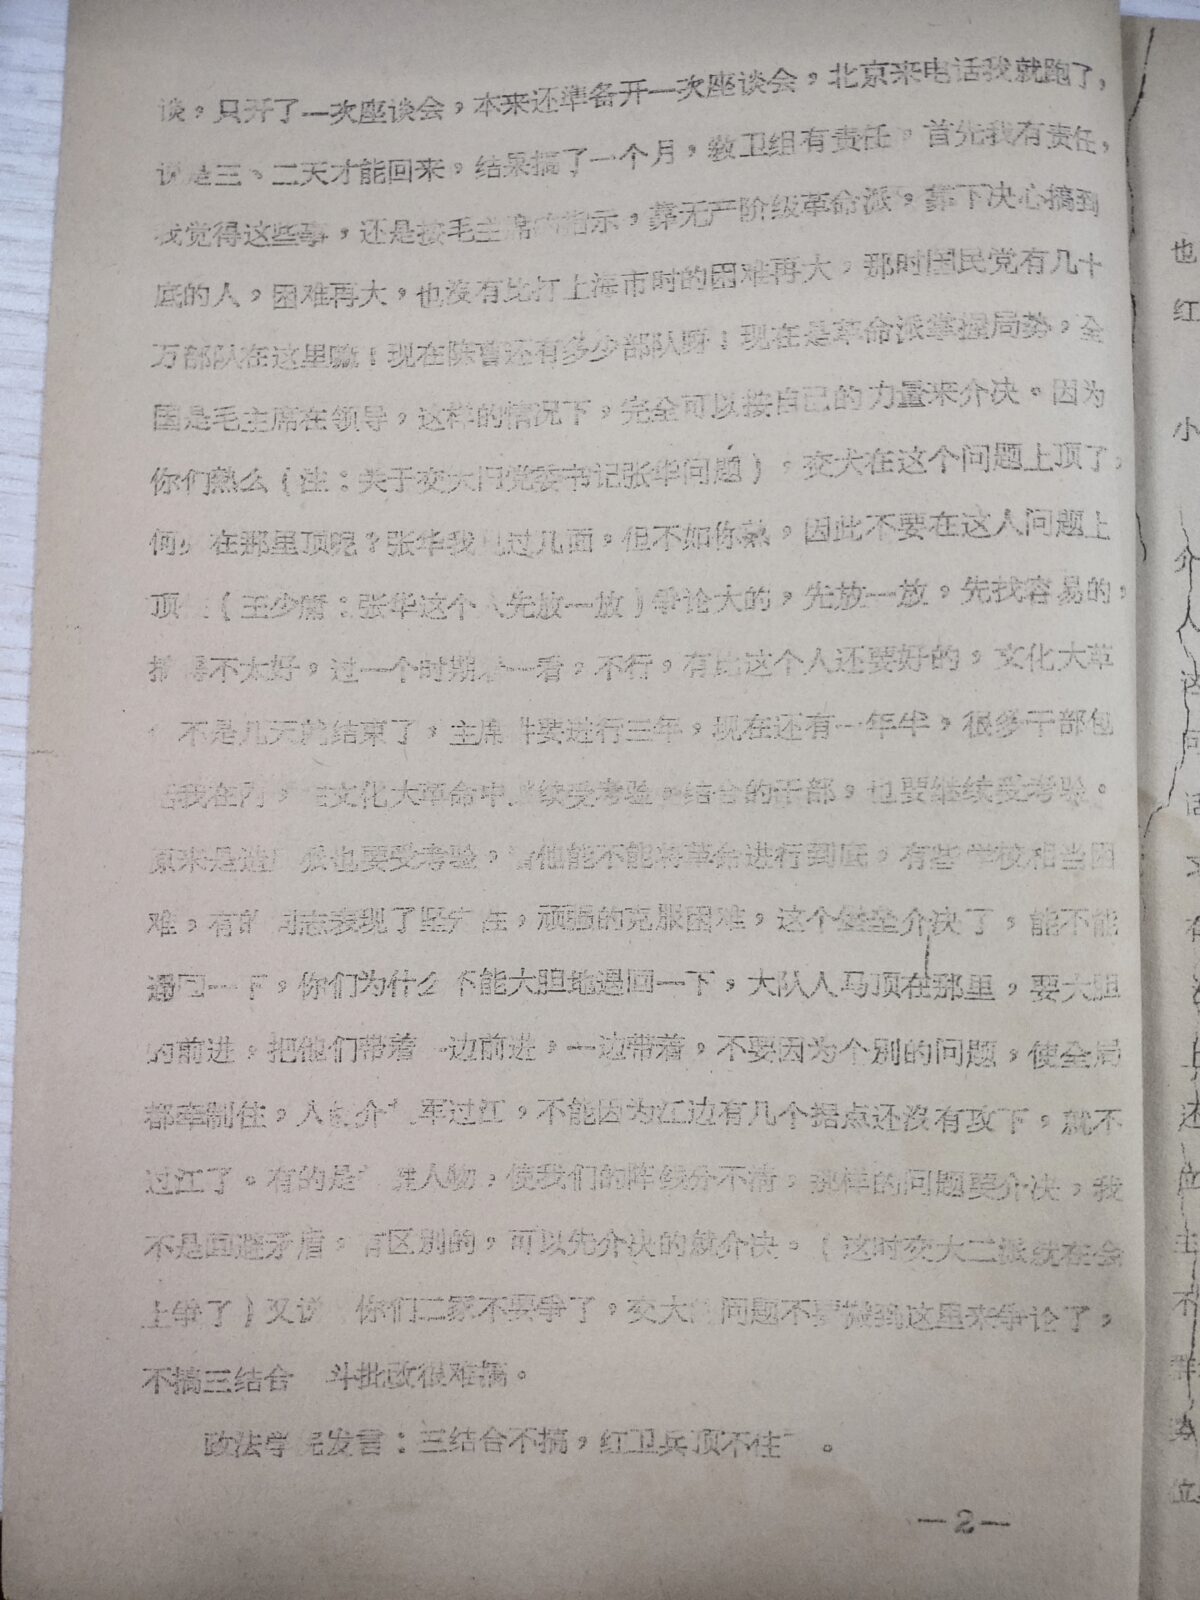 谈，只开了一次座谈会，本来还準备开一次座谈会，北京来电话我就跑了，
说是三、二天才能回来，结果搞了一个月，教卫组有责任，首先我有责任，
我觉得这些事，还是按毛主席的指示，靠无产阶级革命派，靠下决心搞到
底的人，困难再大，也沒有比打上海市时的困难再大，那时国民党有几十
万部队在这里嘛！现在陈曹还有多少部队呀！现在是革命派掌握局势，全
国是毛主席在领导，这样的情况下，完全可以按自己的力量来介决。因为
你们熟么（注：关于交大旧党委书记张华问题），交大在这个问题上顶了，
何必在那里顶呢？张华我见过几面，但不如你熟，因此不要在这人问题上
顶住（王少庸：张华这个人先放一放）争论大的，先放一放，先找容易的，
搞得不太好，过一个时期看一看，不行，有比这个人还要好的，文化大革
不是几天就结束了，主席讲要进行三年，现在还有一年半，很多干部包
括我在内，在文化大革命中继续受考验，结合的干部，也要继续受考验。
原来是造反派也要受考验，看他能不能将革命进行到底，有些学校相当困
难，有的同志表现了坚定性，顽强的克服困难，这个堡垒介决了，能不能
迂回一下，你们为什么不能大胆地迂回一下，大队人马顶在那里，要大胆
的前进，把他们带着一边前进，一边带着，不要因为个別的问题，使全局
都牵制住，人民介放军过江，不能因为江边有几个据点还沒有攻下，就不
过江了。有的是 人物，使我们的阵线分不清，那样的问题要介决，我
不是回避矛盾，有区別的，可以先介决的就介决。（这时交大二派就在会
上争了）又说 你们二家不要争了，交大的问题不要搬到这里来争论了，
不搞三结合 斗批改很难搞。
政法学院发言：三结合不搞，红卫兵顶不住了。
—2—
也
红
小
介
人
同
话
文
在
还
主
不
群